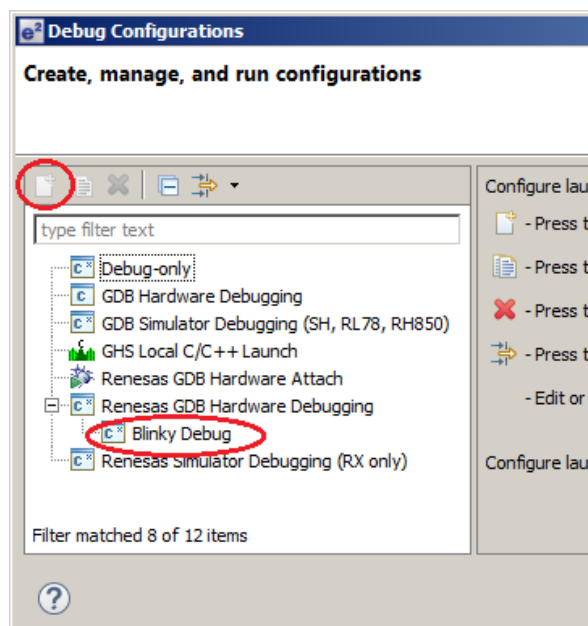 e² Debug Configurations
Create, manage, and run configurations
type filter text
Debug-only
GDB Hardware Debugging
GDB Simulator Debugging (SH, RL78, RH850)
GHS Local C/C++ Launch
Renesas GDB Hardware Attach
Renesas GDB Hardware Debugging
Blinky Debug
Renesas Simulator Debugging (RX only)
Filter matched 8 of 12 items
Configure lau
- Press t
- Press t
- Press t
- Press t
- Edit or
Configure lau
?